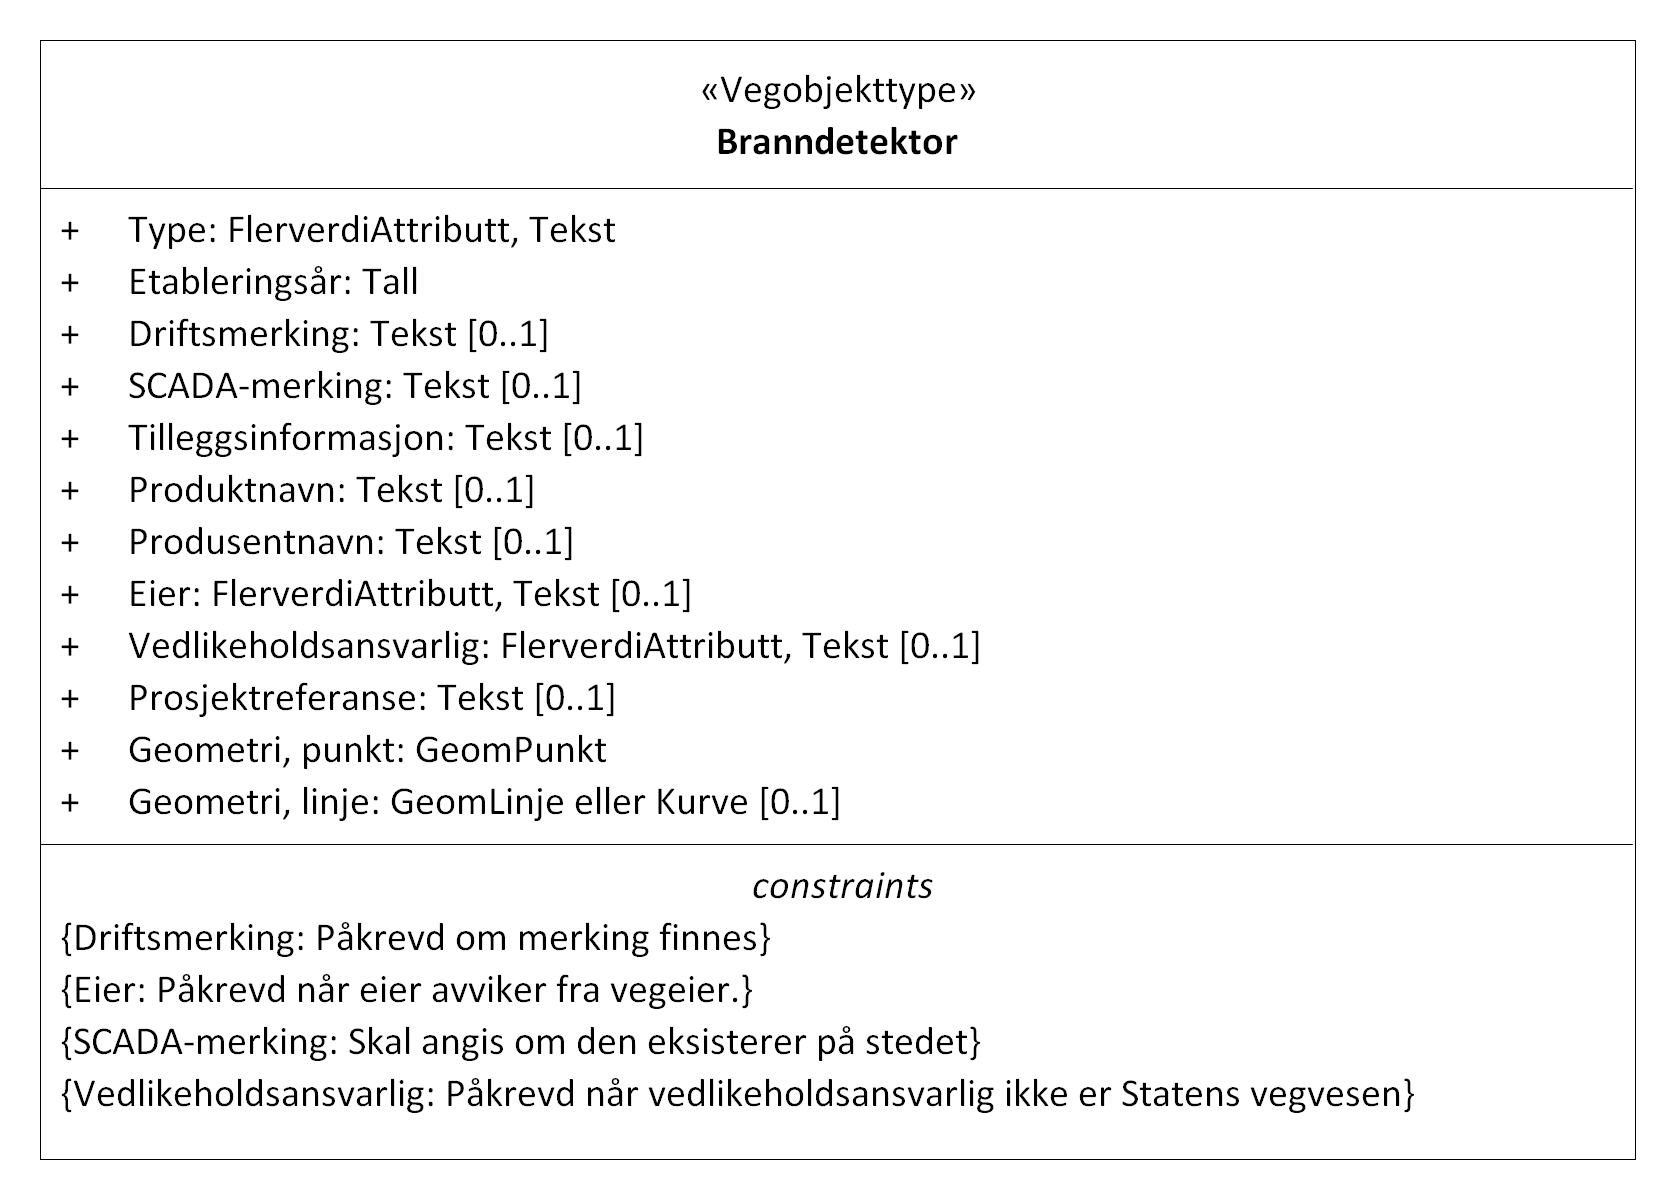 «Vegobjekttype»
Branndetektor
+ Type: FlerverdiAttributt, Tekst
+ Etableringsår: Tall
+ Driftsmerking: Tekst [0..1]
+ SCADA-merking: Tekst [0..1]
+ Tilleggsinformasjon: Tekst [0..1]
+ Produktnavn: Tekst [0..1]
+ Produsentnavn: Tekst [0..1]
+ Eier: FlerverdiAttributt, Tekst [0..1]
+ Vedlikeholdsansvarlig: FlerverdiAttributt, Tekst [0..1]
+ Prosjektreferanse: Tekst [0..1]
+ Geometri, punkt: GeomPunkt
+ Geometri, linje: GeomLinje eller Kurve [0..1]
constraints
{Driftsmerking: Påkrevd om merking finnes}
{Eier: Påkrevd når eier avviker fra vegeier.}
{SCADA-merking: Skal angis om den eksisterer på stedet}
{Vedlikeholdsansvarlig: Påkrevd når vedlikeholdsansvarlig ikke er Statens vegvesen}